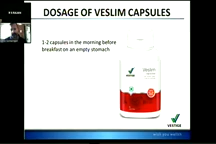 DOSAGE OF VESLIM CAPSULES
1-2 capsules in the morning before
breakfast on an empty stomach
VESTIGE